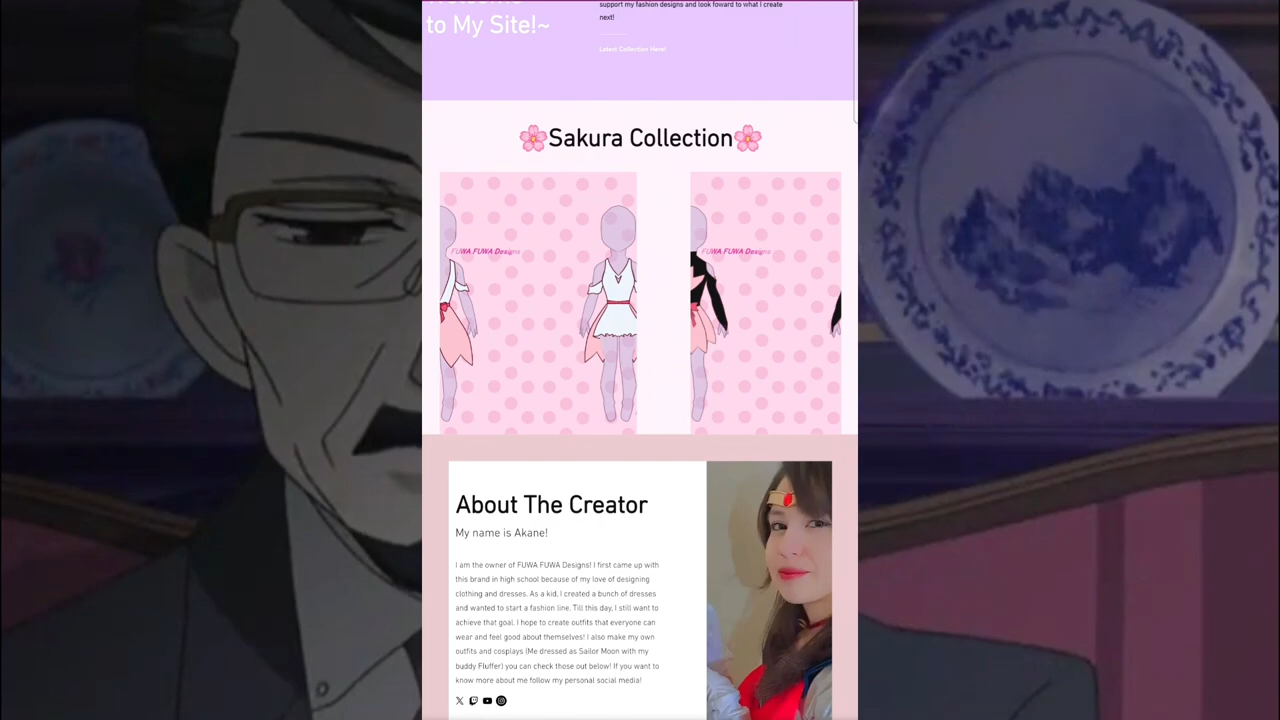 Welcome
to My Site!~
support my fashion designs and look foward to what I create
next!
Latest Collection Here!
🌸Sakura Collection🌸
FUWA FUWA Designs
FUWA FUWA Designs
About The Creator
My name is Akane!
I am the owner of FUWA FUWA Designs! I first came up with
this brand in high school because of my love of designing
clothing and dresses. As a kid, I created a bunch of dresses
and wanted to start a fashion line. Till this day, I still want to
achieve that goal. I hope to create outfits that everyone can
wear and feel good about themselves! I also make my own
outfits and cosplays (Me dressed as Sailor Moon with my
buddy Fluffer) you can check those out below! If you want to
know more about me follow my personal social media!